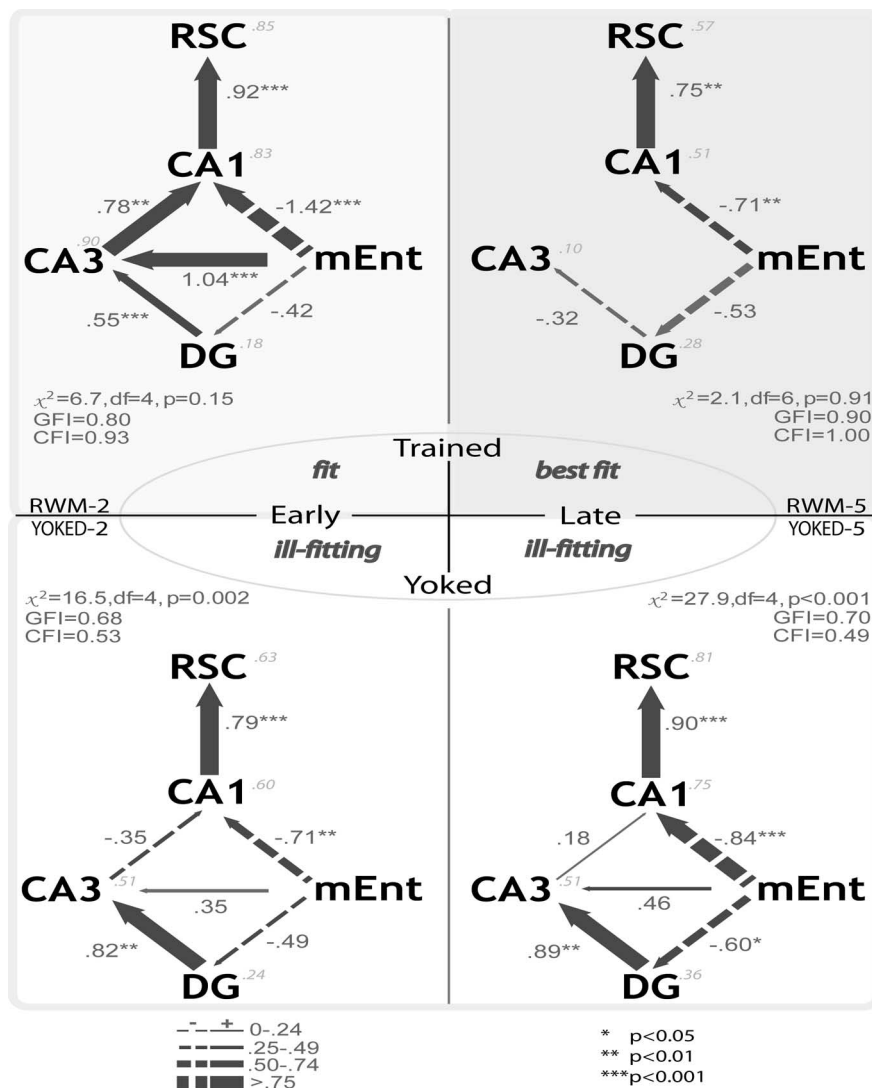 RSC .85
.92***
CA1 .83
.78**
-1.42***
CA3 .90
mEnt
1.04***
.55***
-.42
DG .18
χ²=6.7,df=4,p=0.15
GFI=0.80
CFI=0.93
RSC .57
.75**
CA1 .51
-.71**
CA3 .10
mEnt
-.32
-.53
DG .28
χ²=2.1,df=6,p=0.91
GFI=0.90
CFI=1.00
Trained
fit
best fit
RWM-2
RWM-5
Early
Late
YOKED-2
YOKED-5
ill-fitting
ill-fitting
Yoked
χ²=16.5,df=4,p=0.002
GFI=0.68
CFI=0.53
RSC .63
.79***
CA1 .60
-.35
-.71**
CA3 .51
mEnt
.35
.82**
-.49
DG .24
χ²=27.9,df=4,p<0.001
GFI=0.70
CFI=0.49
RSC .81
.90***
CA1 .75
.18
-.84***
CA3 .51
mEnt
.46
.89**
-.60*
DG .36
- +
0-.24
.25-.49
.50-.74
>.75
* p<0.05
** p<0.01
***p<0.001